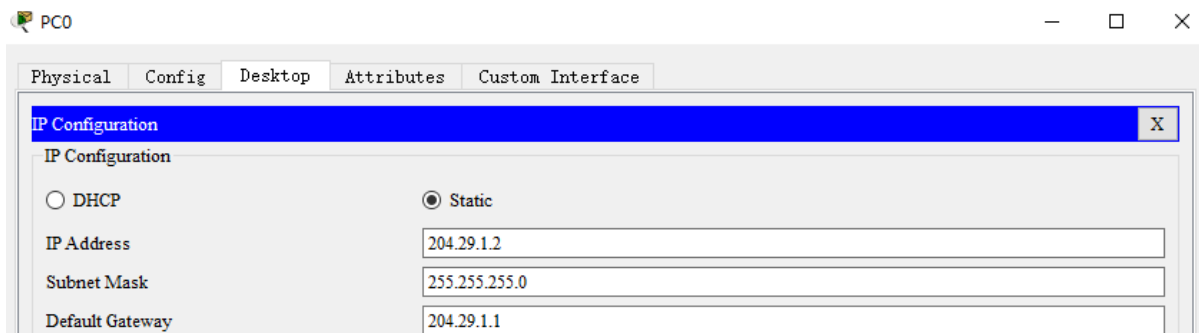 PC0
Physical Config Desktop Attributes Custom Interface
IP Configuration X
IP Configuration
DHCP Static
IP Address 204.29.1.2
Subnet Mask 255.255.255.0
Default Gateway 204.29.1.1